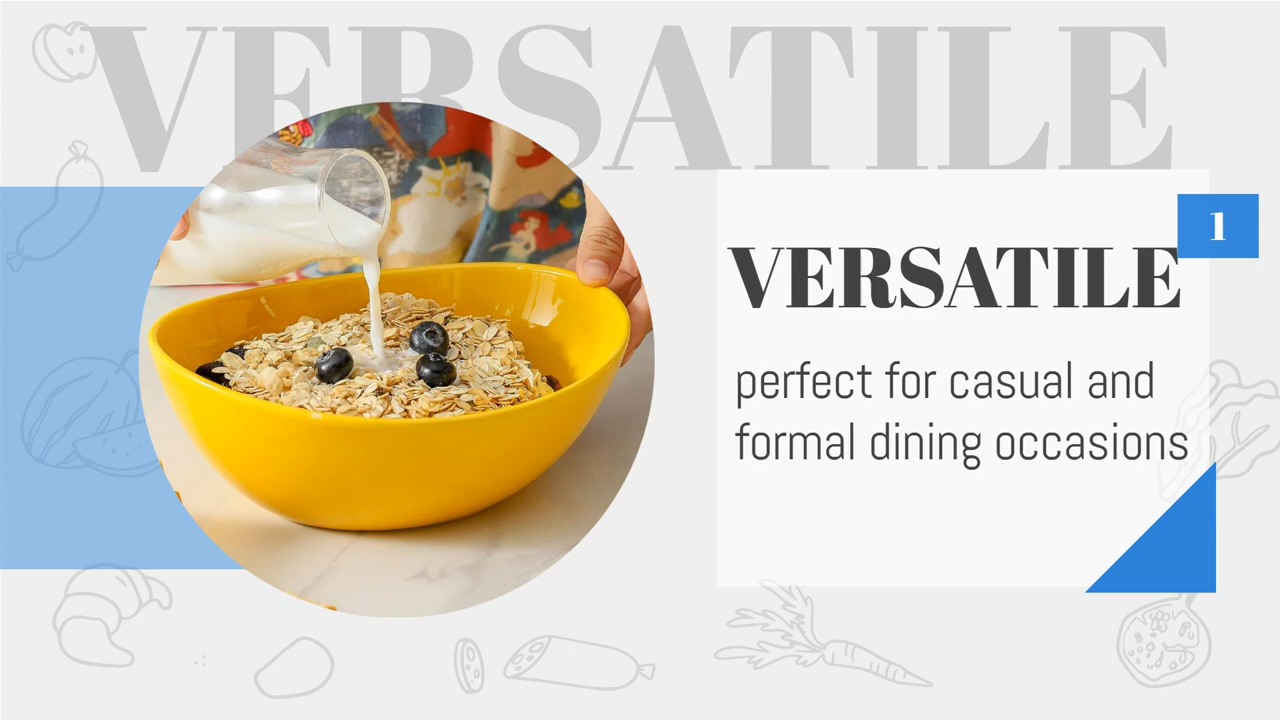 VERSATILE
1
VERSATILE
perfect for casual and
formal dining occasions